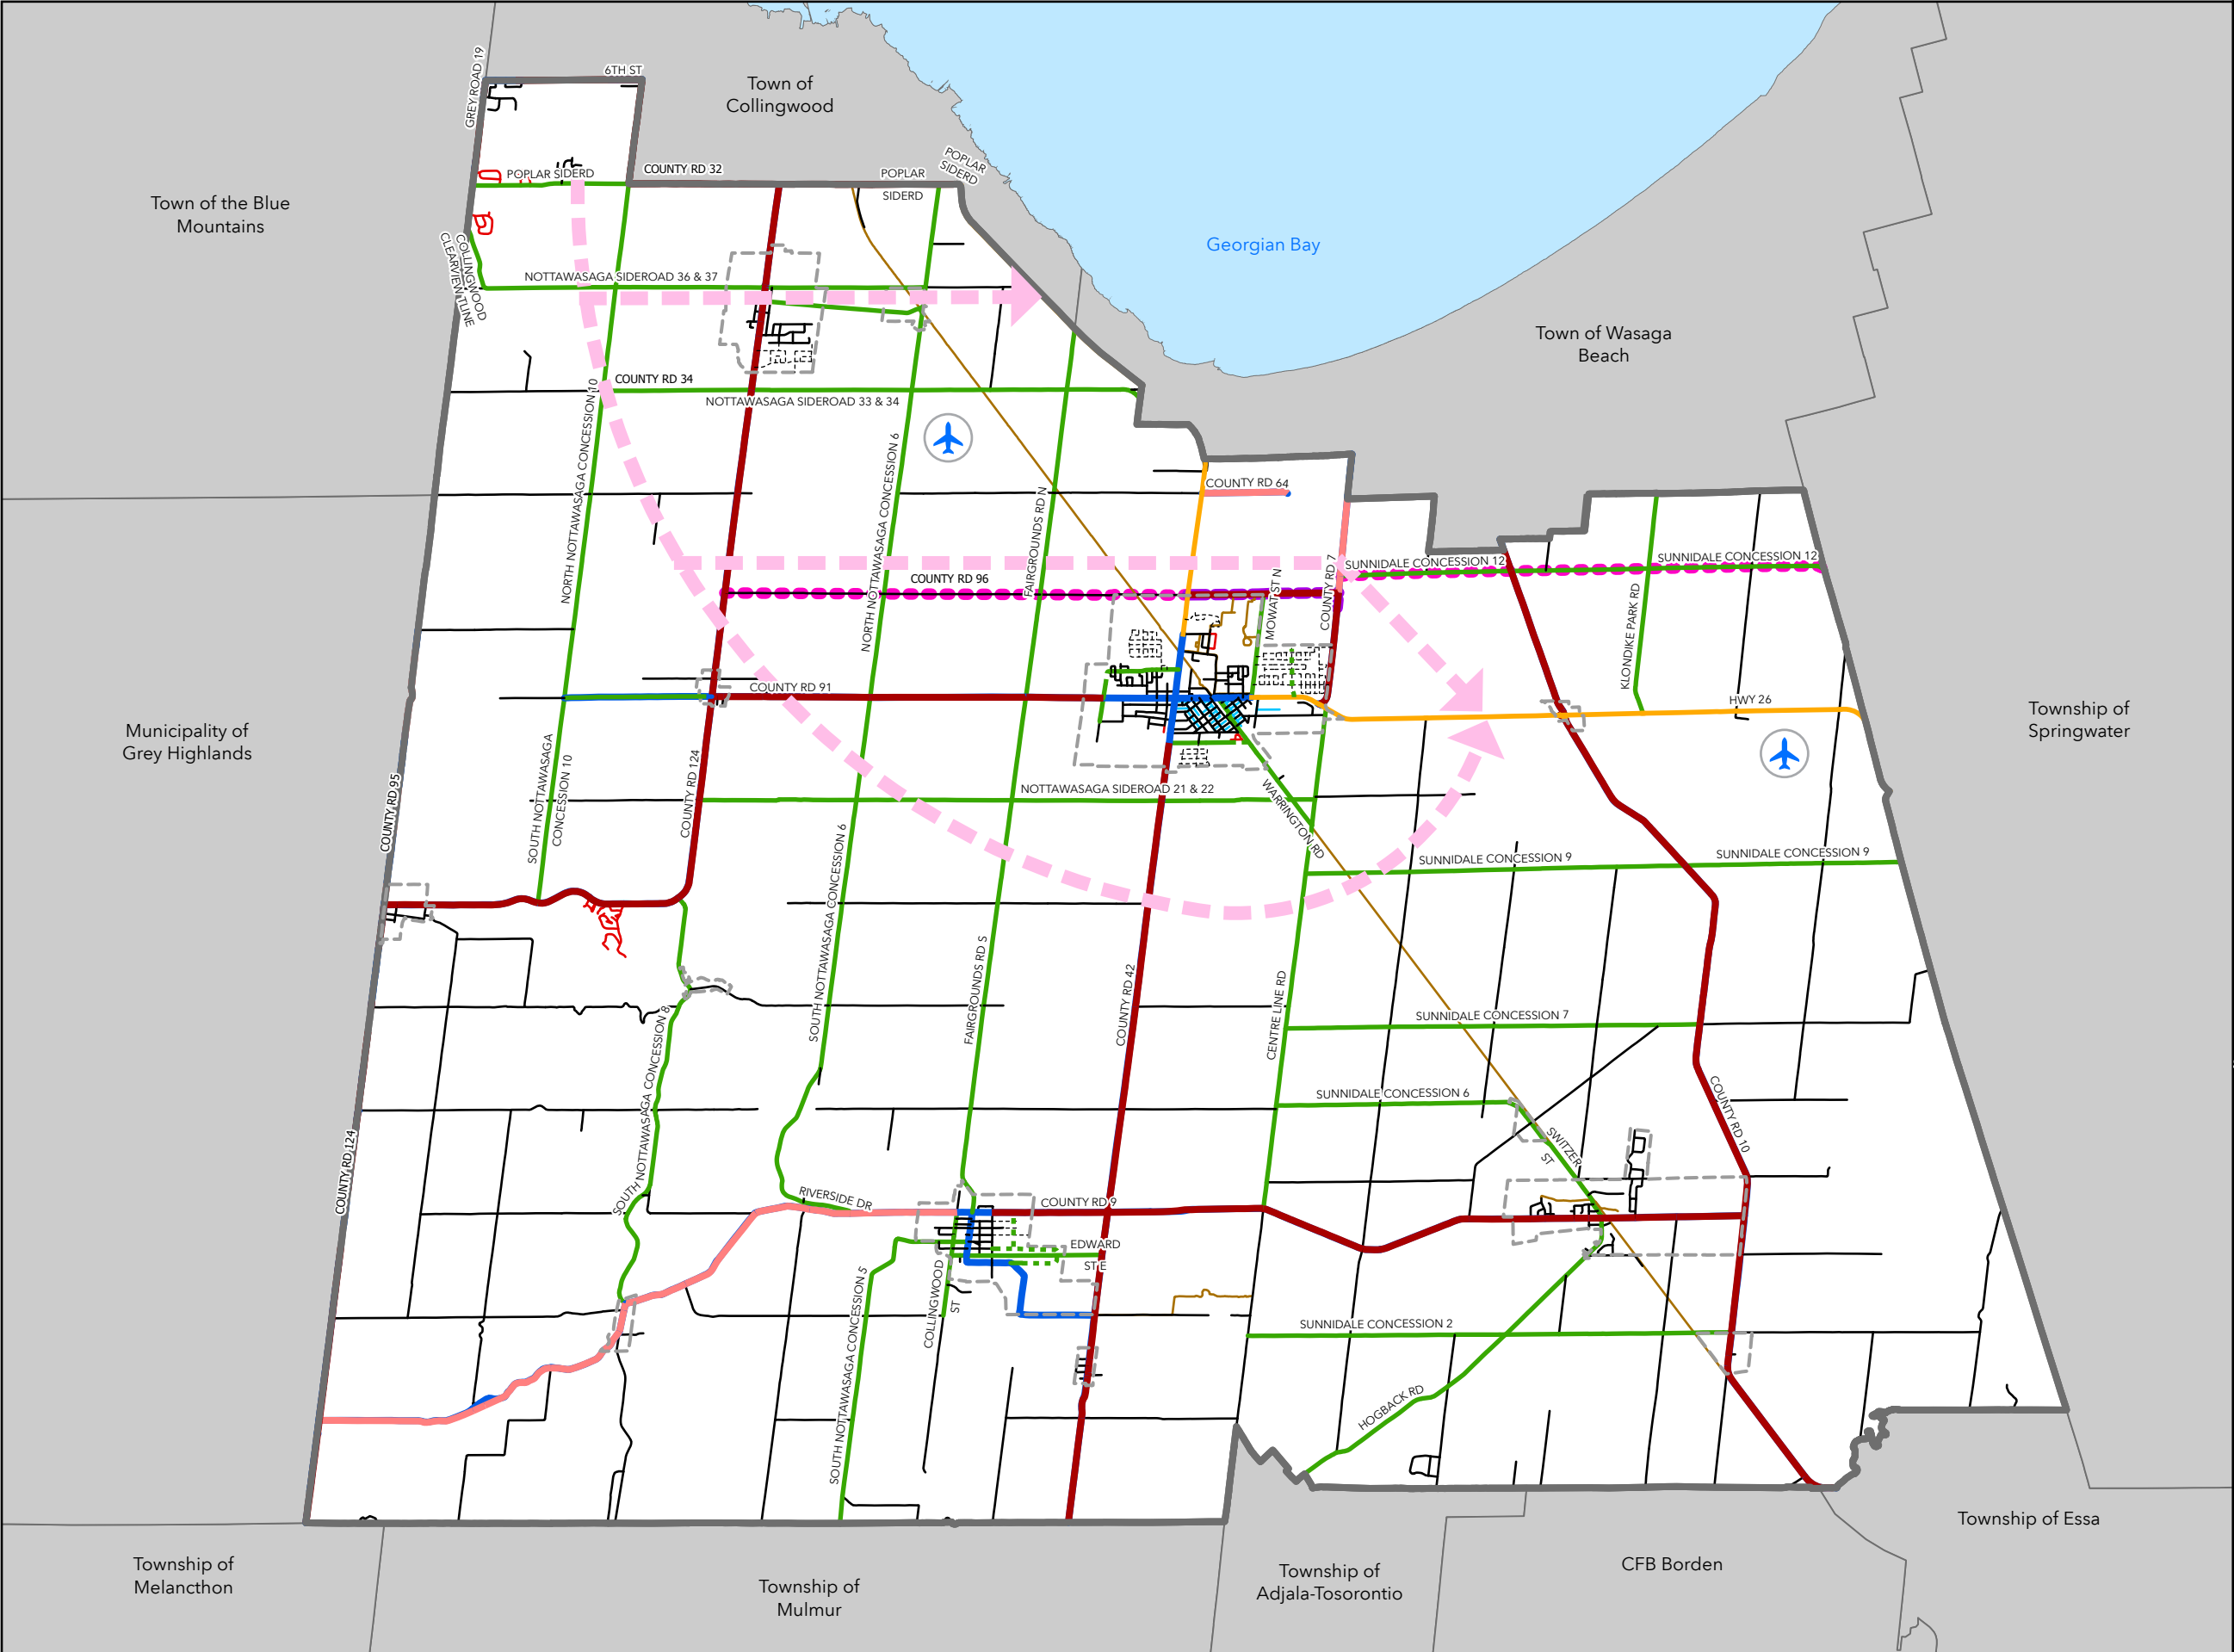 GREY ROAD 19
6TH ST
Town of
Collingwood
COUNTY RD 32
POPLAR
SIDERD
POPLAR
SIDERD
POPLAR SIDERD
Town of the Blue
Mountains
COLLINGWOOD
CLEARVIEW TLINE
Georgian Bay
NOTTAWASAGA SIDEROAD 36 & 37
Town of Wasaga
Beach
COUNTY RD 34
NOTTAWASAGA SIDEROAD 33 & 34
NORTH NOTTAWASAGA CONCESSION 10
NORTH NOTTAWASAGA CONCESSION 6
FAIRGROUNDS RD N
COUNTY RD 64
COUNTY RD 7
SUNNIDALE CONCESSION 12
SUNNIDALE CONCESSION 12
COUNTY RD 96
MOWAT ST N
KLONDIKE PARK RD
COUNTY RD 91
HWY 26
Municipality of
Grey Highlands
Township of
Springwater
COUNTY RD 95
SOUTH NOTTAWASAGA
CONCESSION 10
COUNTY RD 124
NOTTAWASAGA SIDEROAD 21 & 22
WARRINGTON RD
SUNNIDALE CONCESSION 9
SUNNIDALE CONCESSION 9
SOUTH NOTTAWASAGA CONCESSION 6
FAIRGROUNDS RD S
COUNTY RD 42
CENTRE LINE RD
SUNNIDALE CONCESSION 7
SOUTH NOTTAWASAGA CONCESSION 8
SUNNIDALE CONCESSION 6
SWITZER
ST
COUNTY RD 10
COUNTY RD 124
RIVERSIDE DR
COUNTY RD 9
EDWARD
ST E
SOUTH NOTTAWASAGA CONCESSION 5
COLLINGWOOD
ST
SUNNIDALE CONCESSION 2
HOGBACK RD
Township of Essa
Township of
Melancthon
Township of
Mulmur
Township of
Adjala-Tosorontio
CFB Borden